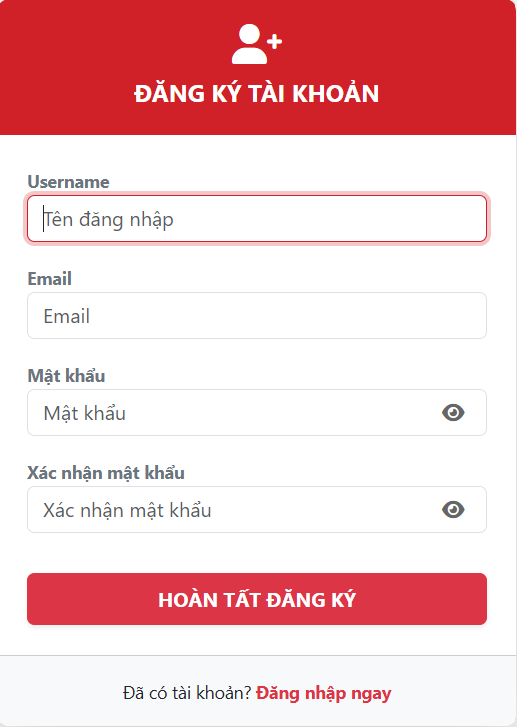 ĐĂNG KÝ TÀI KHOẢN
Username
Tên đăng nhập
Email
Email
Mật khẩu
Mật khẩu
Xác nhận mật khẩu
Xác nhận mật khẩu
HOÀN TẤT ĐĂNG KÝ
Đã có tài khoản? Đăng nhập ngay